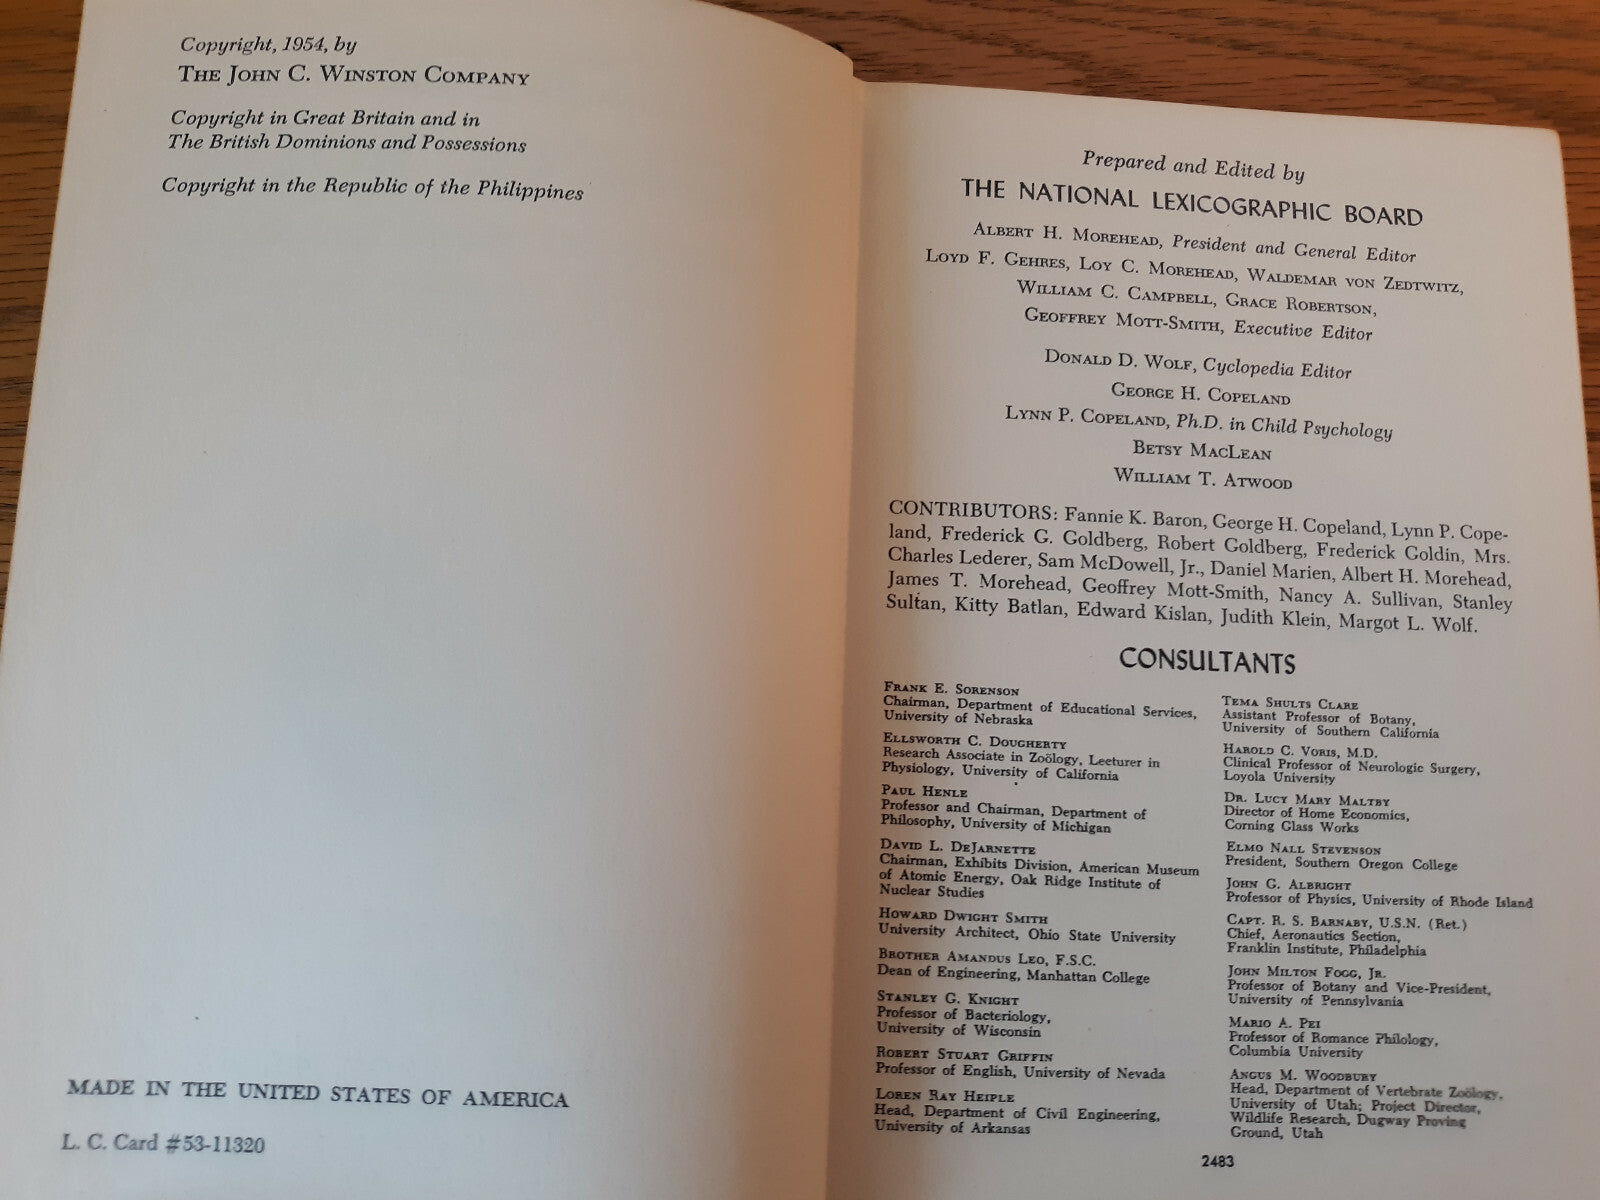 Copyright, 1954, by
THE JOHN C. WINSTON COMPANY
Copyright in Great Britain and in
The British Dominions and Possessions
Copyright in the Republic of the Philippines
MADE IN THE UNITED STATES OF AMERICA
L. C. Card #53-11320
Prepared and Edited by
THE NATIONAL LEXICOGRAPHIC BOARD
ALBERT H. MOREHEAD, President and General Editor
LOYD F. GEHRES, LOY C. MOREHEAD, WALDEMAR VON ZEDTWITZ,
WILLIAM C. CAMPBELL, GRACE ROBERTSON,
GEOFFREY MOTT-SMITH, Executive Editor
DONALD D. WOLF, Cyclopedia Editor
GEORGE H. COPELAND
LYNN P. COPELAND, Ph.D. in Child Psychology
BETSY MACLEAN
WILLIAM T. ATWOOD
CONTRIBUTORS: Fannie K. Baron, George H. Copeland, Lynn P. Cope-
land, Frederick G. Goldberg, Robert Goldberg, Frederick Goldin, Mrs.
Charles Lederer, Sam McDowell, Jr., Daniel Marien, Albert H. Morehead,
James T. Morehead, Geoffrey Mott-Smith, Nancy A. Sullivan, Stanley
Sultan, Kitty Batlan, Edward Kislan, Judith Klein, Margot L. Wolf.
CONSULTANTS
FRANK E. SORENSON
Chairman, Department of Educational Services,
University of Nebraska
ELLSWORTH C. DOUGHERTY
Research Associate in Zoölogy, Leeturer in
Physiology, University of California
PAUL HENLE
Professor and Chairman, Department of
Philosophy, University of Michigan
DAVID L. DEJARNETTE
Chairman, Exhibits Division, American Museum
of Atomic Energy, Oak Ridge Institute of
Nuclear Studies
HOWARD DWIGHT SMITH
University Architect, Ohio State University
BROTHER AMANDUS LEO, F.S.C.
Dean of Engineering, Manhattan College
STANLEY G. KNIGHT
Professor of Bacteriology,
University of Wisconsin
ROBERT STUART GRIFFIN
Professor of English, University of Nevada
LOREN RAY HEIPLE
Head, Department of Civil Engineering,
University of Arkansas
TEMA SHULTS CLARE
Assistant Professor of Botany,
University of Southern California
HAROLD C. VORIS, M.D.
Clinical Professor of Neurologic Surgery,
Loyola University
DR. LUCY MARY MALTBY
Director of Home Economics,
Corning Glass Works
ELMO NALL STEVENSON
President, Southern Oregon College
JOHN G. ALBRIGHT
Professor of Physics, University of Rhode Island
CAPT. R. S. BARNABY, U.S.N. (Ret.)
Chief, Aeronautics Section,
Franklin Institute, Philadelphia
JOHN MILTON FOGG, JR.
Professor of Botany and Vice-President,
University of Pennsylvania
MARIO A. PEI
Professor of Romance Philology,
Columbia University
ANGUS M. WOODBURY
Head, Department of Vertebrate Zoölogy,
University of Utah; Project Director,
Wildlife Research, Dugway Proving
Ground, Utah
2483